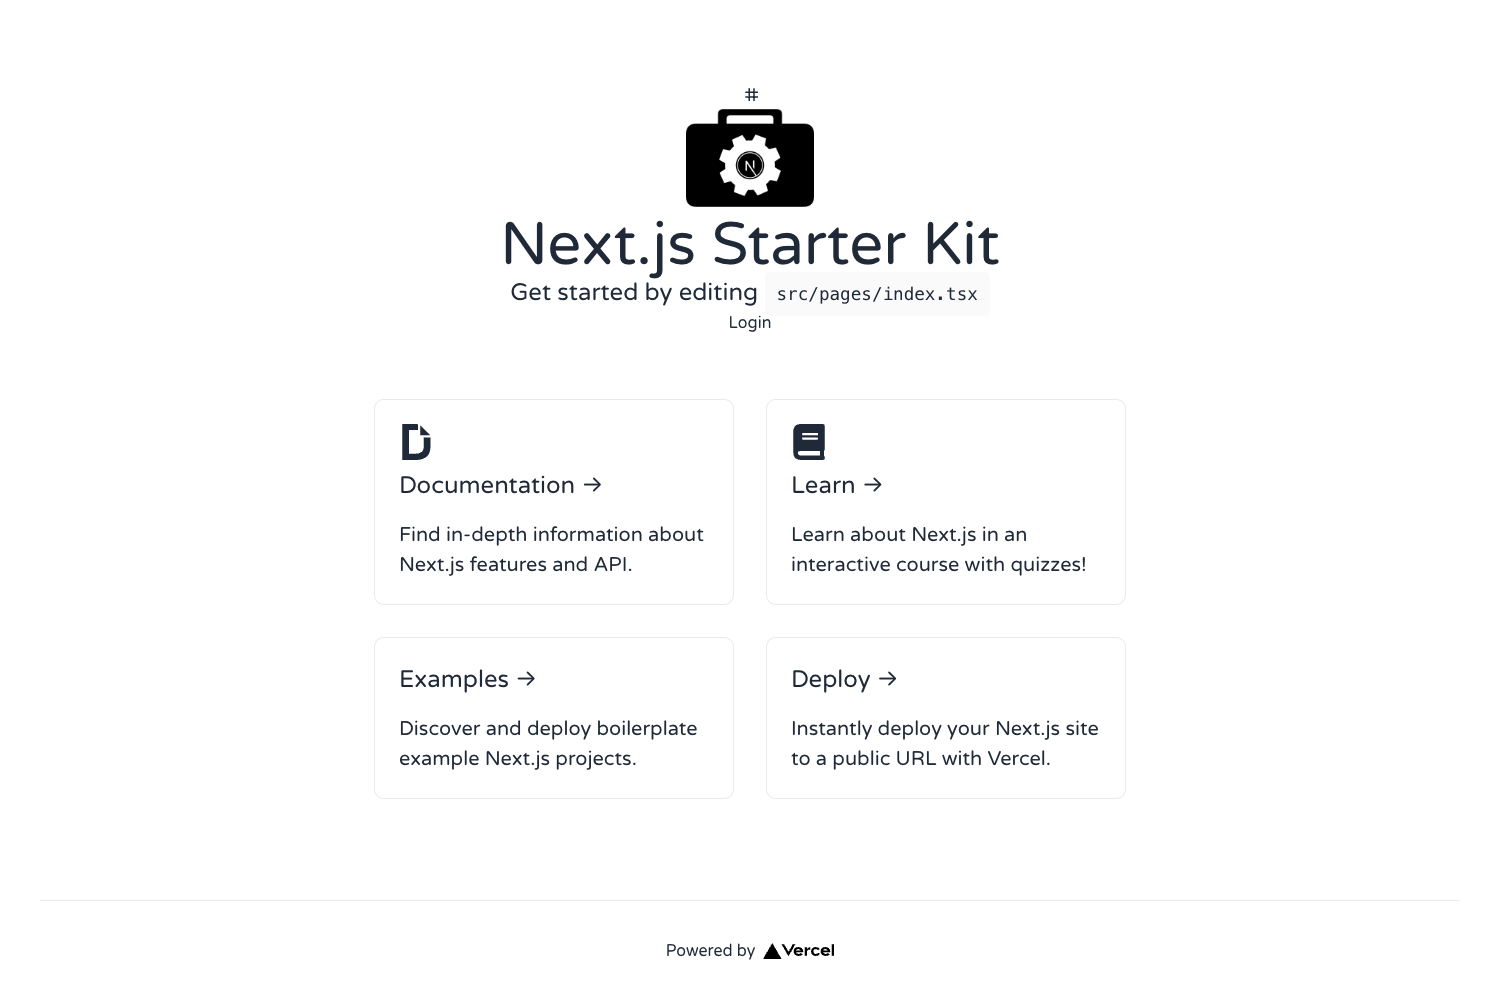 #
N
Next.js Starter Kit
Get started by editing src/pages/index.tsx
Login
Documentation →
Find in-depth information about
Next.js features and API.
Learn →
Learn about Next.js in an
interactive course with quizzes!
Examples →
Discover and deploy boilerplate
example Next.js projects.
Deploy →
Instantly deploy your Next.js site
to a public URL with Vercel.
Powered by Vercel